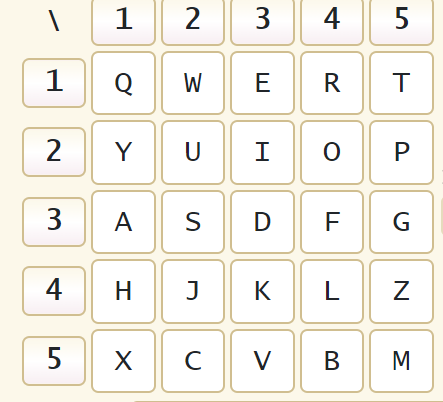 \ 1 2 3 4 5
1 Q W E R T
2 Y U I O P
3 A S D F G
4 H J K L Z
5 X C V B M